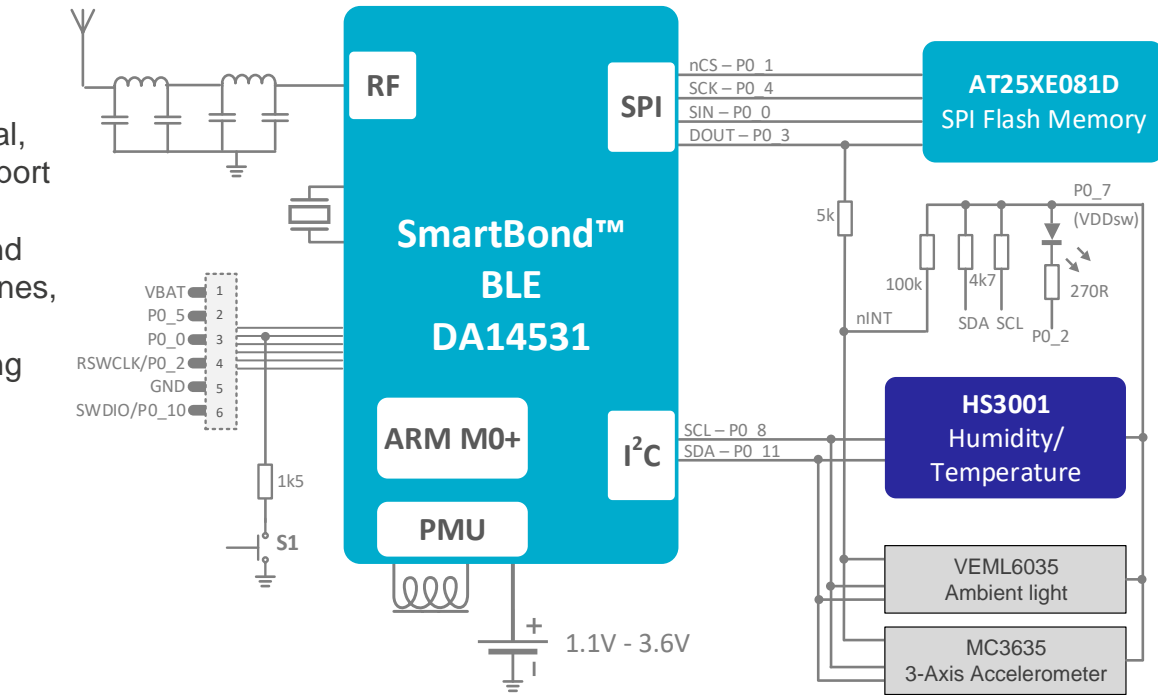 al,
port
nd
nes,
ng
RF
SPI
SmartBond™
BLE
DA14531
ARM M0+
PMU
I²C
nCS – P0_1
SCK – P0_4
SIN – P0_0
DOUT – P0_3
AT25XE081D
SPI Flash Memory
5k
100k
4k7
P0_7
(VDDsw)
270R
nINT
SDA SCL
P0_2
VBAT 1
P0_5 2
P0_0 3
RSWCLK/P0_2 4
GND 5
SWDIO/P0_10 6
1k5
S1
SCL – P0_8
SDA – P0_11
HS3001
Humidity/
Temperature
VEML6035
Ambient light
MC3635
3-Axis Accelerometer
+
1.1V - 3.6V